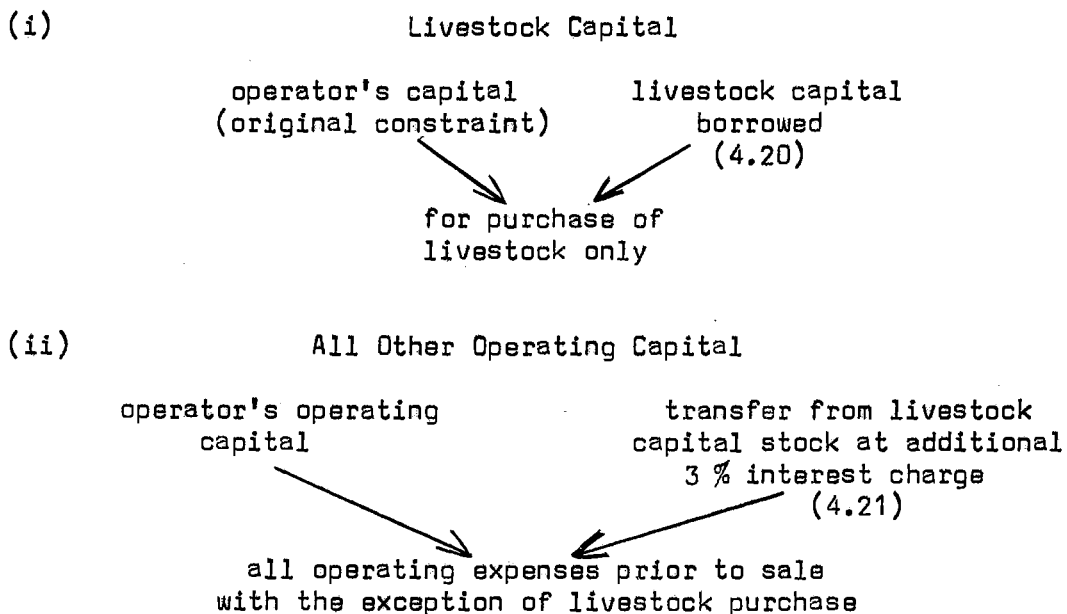 (i) Livestock Capital
operator's capital livestock capital
(original constraint) borrowed
(4.20)
for purchase of
livestock only
(ii) All Other Operating Capital
operator's operating transfer from livestock
capital capital stock at additional
3 % interest charge
(4.21)
all operating expenses prior to sale
with the exception of livestock purchase